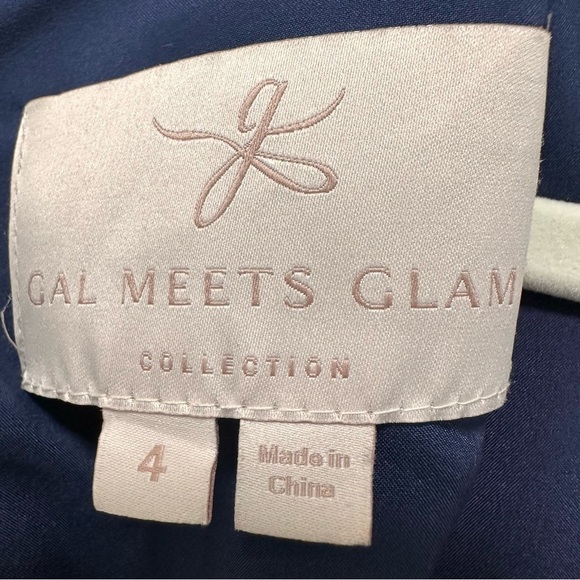 g
GAL MEETS GLAM
COLLECTION
4
Made in
China